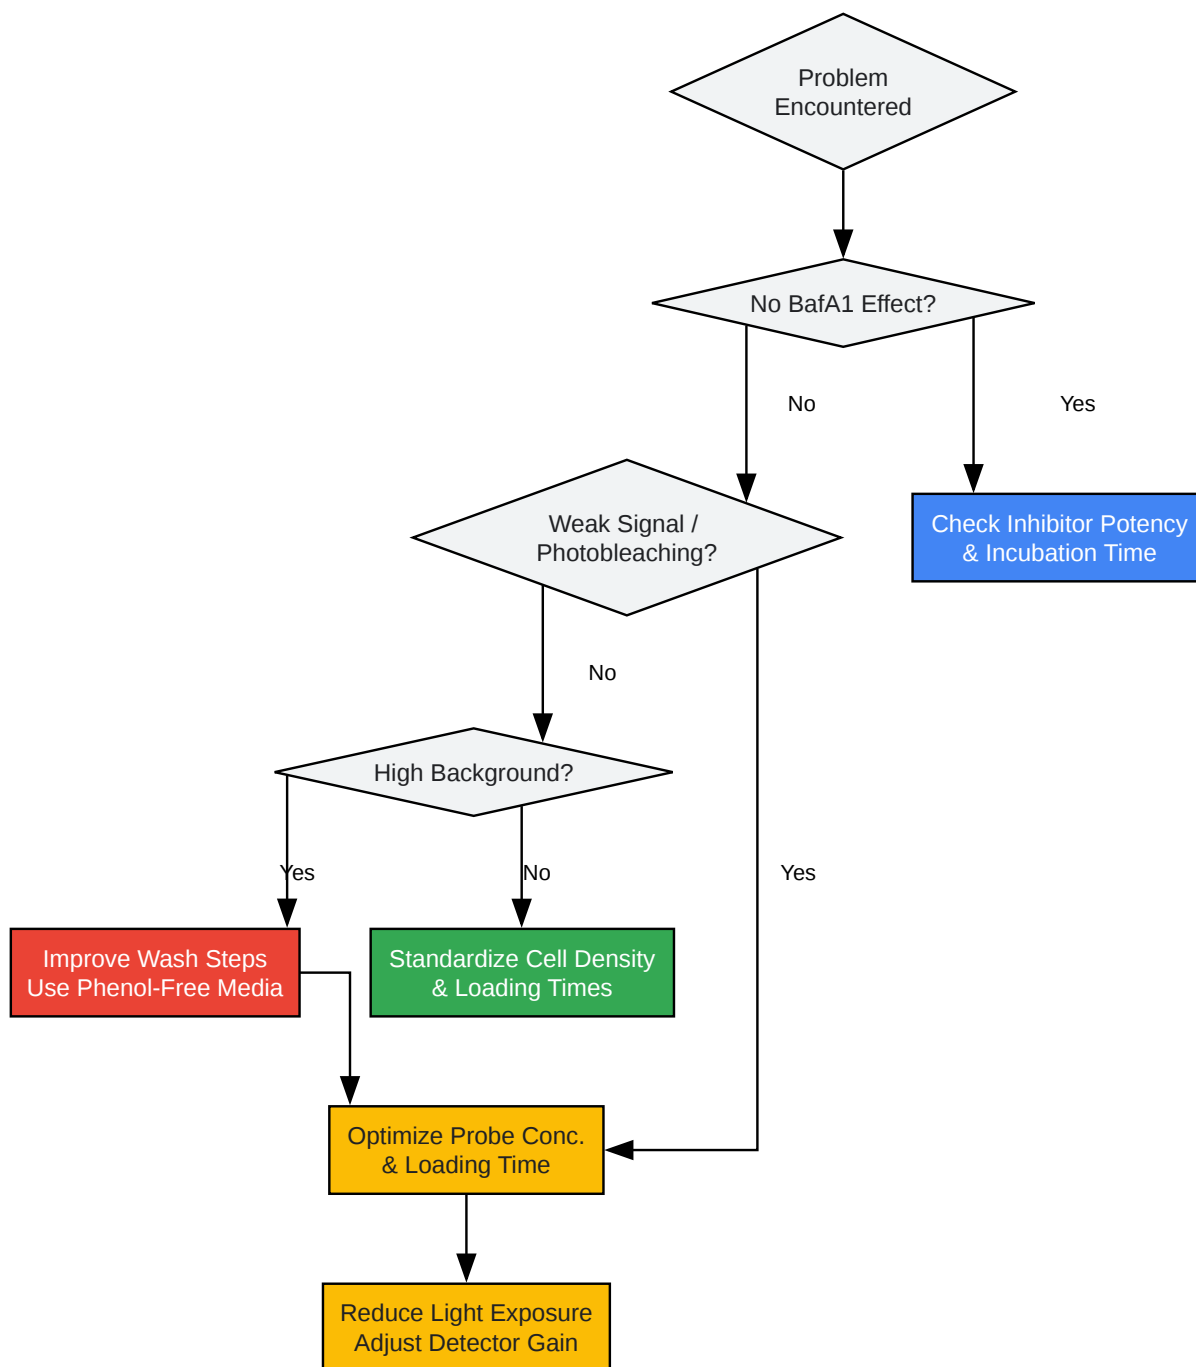 Problem
Encountered
No BafA1 Effect?
No
Yes
Weak Signal /
Photobleaching?
Check Inhibitor Potency
& Incubation Time
No
High Background?
Yes
No
Yes
Improve Wash Steps
Use Phenol-Free Media
Standardize Cell Density
& Loading Times
Optimize Probe Conc.
& Loading Time
Reduce Light Exposure
Adjust Detector Gain